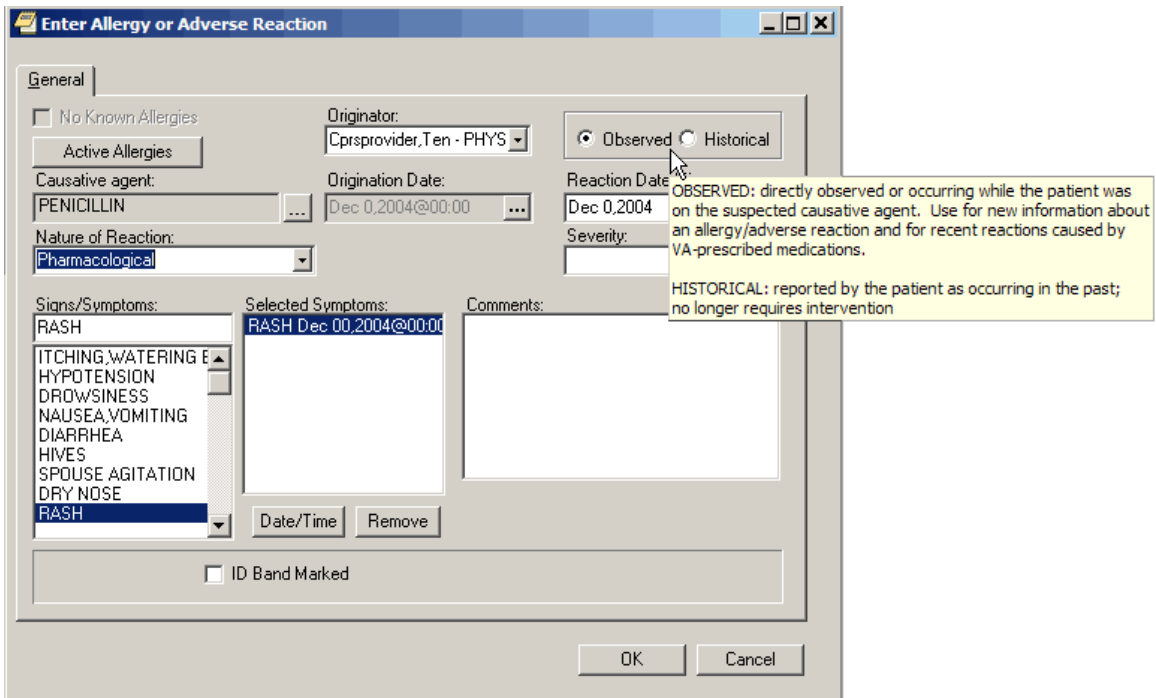 Enter Allergy or Adverse Reaction
General
No Known Allergies
Active Allergies
Originator:
Cprsprovider,Ten - PHYS
Observed
Historical
Causative agent:
PENICILLIN
...
Origination Date:
Dec 0,2004@00:00
...
Reaction Date
Dec 0,2004
OBSERVED: directly observed or occurring while the patient was
on the suspected causative agent.  Use for new information about
an allergy/adverse reaction and for recent reactions caused by
VA-prescribed medications.
HISTORICAL: reported by the patient as occurring in the past;
no longer requires intervention
Nature of Reaction:
Pharmacological
Severity:
Signs/Symptoms:
RASH
ITCHING,WATERING E
HYPOTENSION
DROWSINESS
NAUSEA,VOMITING
DIARRHEA
HIVES
SPOUSE AGITATION
DRY NOSE
RASH
Selected Symptoms:
RASH Dec 00,2004@00:00
Comments:
Date/Time
Remove
ID Band Marked
OK
Cancel